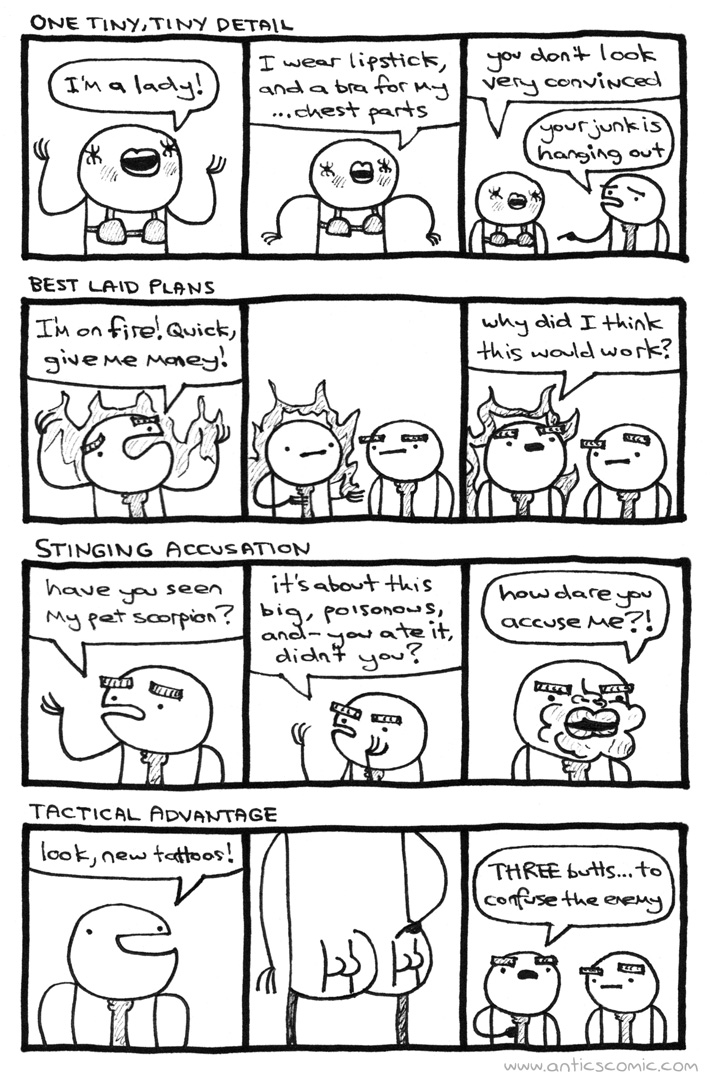 ONE TINY, TINY DETAIL
I'm a lady!
I wear lipstick,
and a bra for my
...chest parts
you don't look
very convinced
your junk is
hanging out
BEST LAID PLANS
I'm on fire! Quick,
give me money!
why did I think
this would work?
STINGING ACCUSATION
have you seen
my pet scorpion?
it's about this
big, poisonous,
and- you ate it,
didn't you?
how dare you
accuse me?!
TACTICAL ADVANTAGE
look, new tattoos!
THREE butts... to
confuse the enemy
www.anticscomic.com